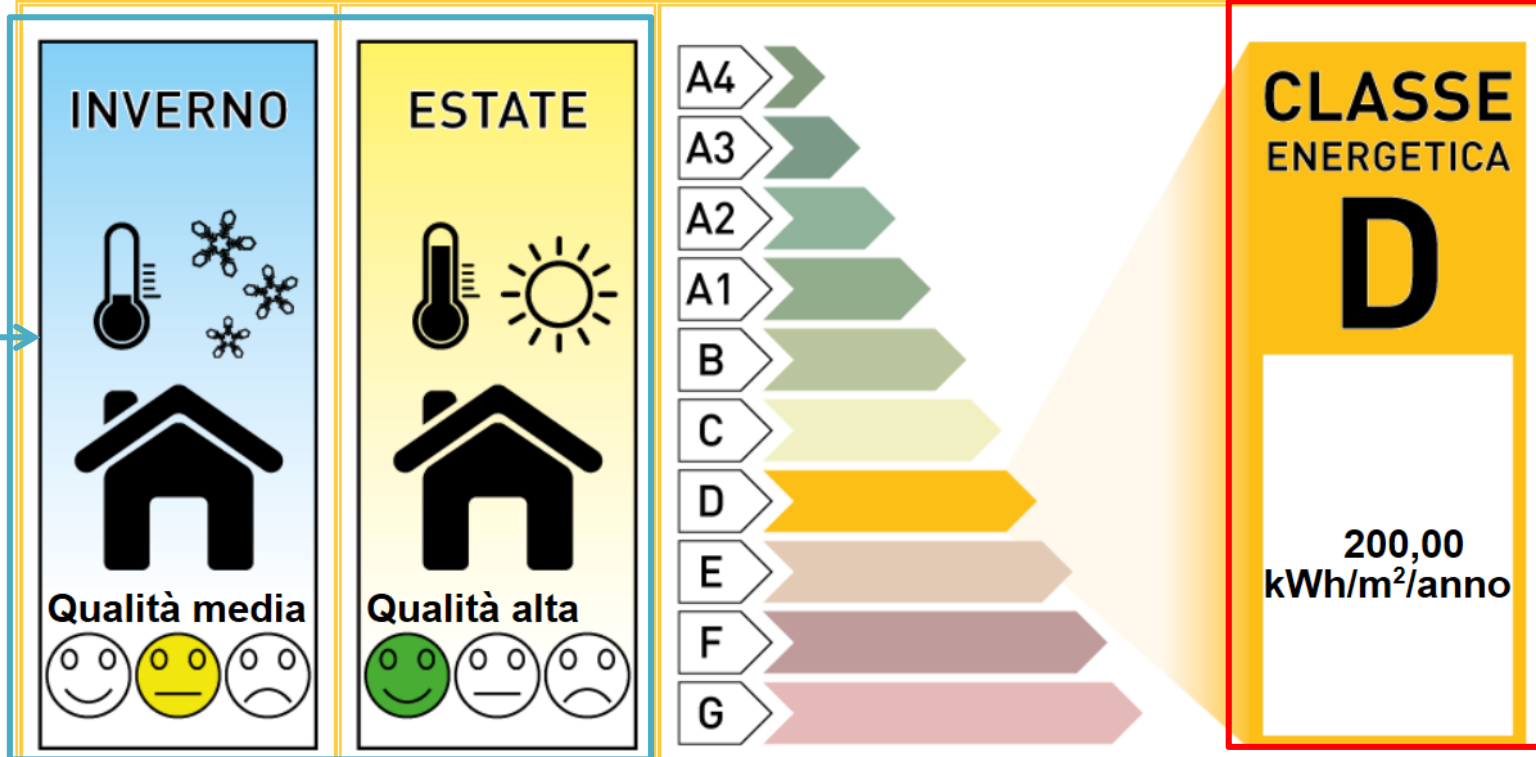 INVERNO
Qualità media
ESTATE
Qualità alta
A4
A3
A2
A1
B
C
D
E
F
G
CLASSE
ENERGETICA
D
200,00
kWh/m²/anno